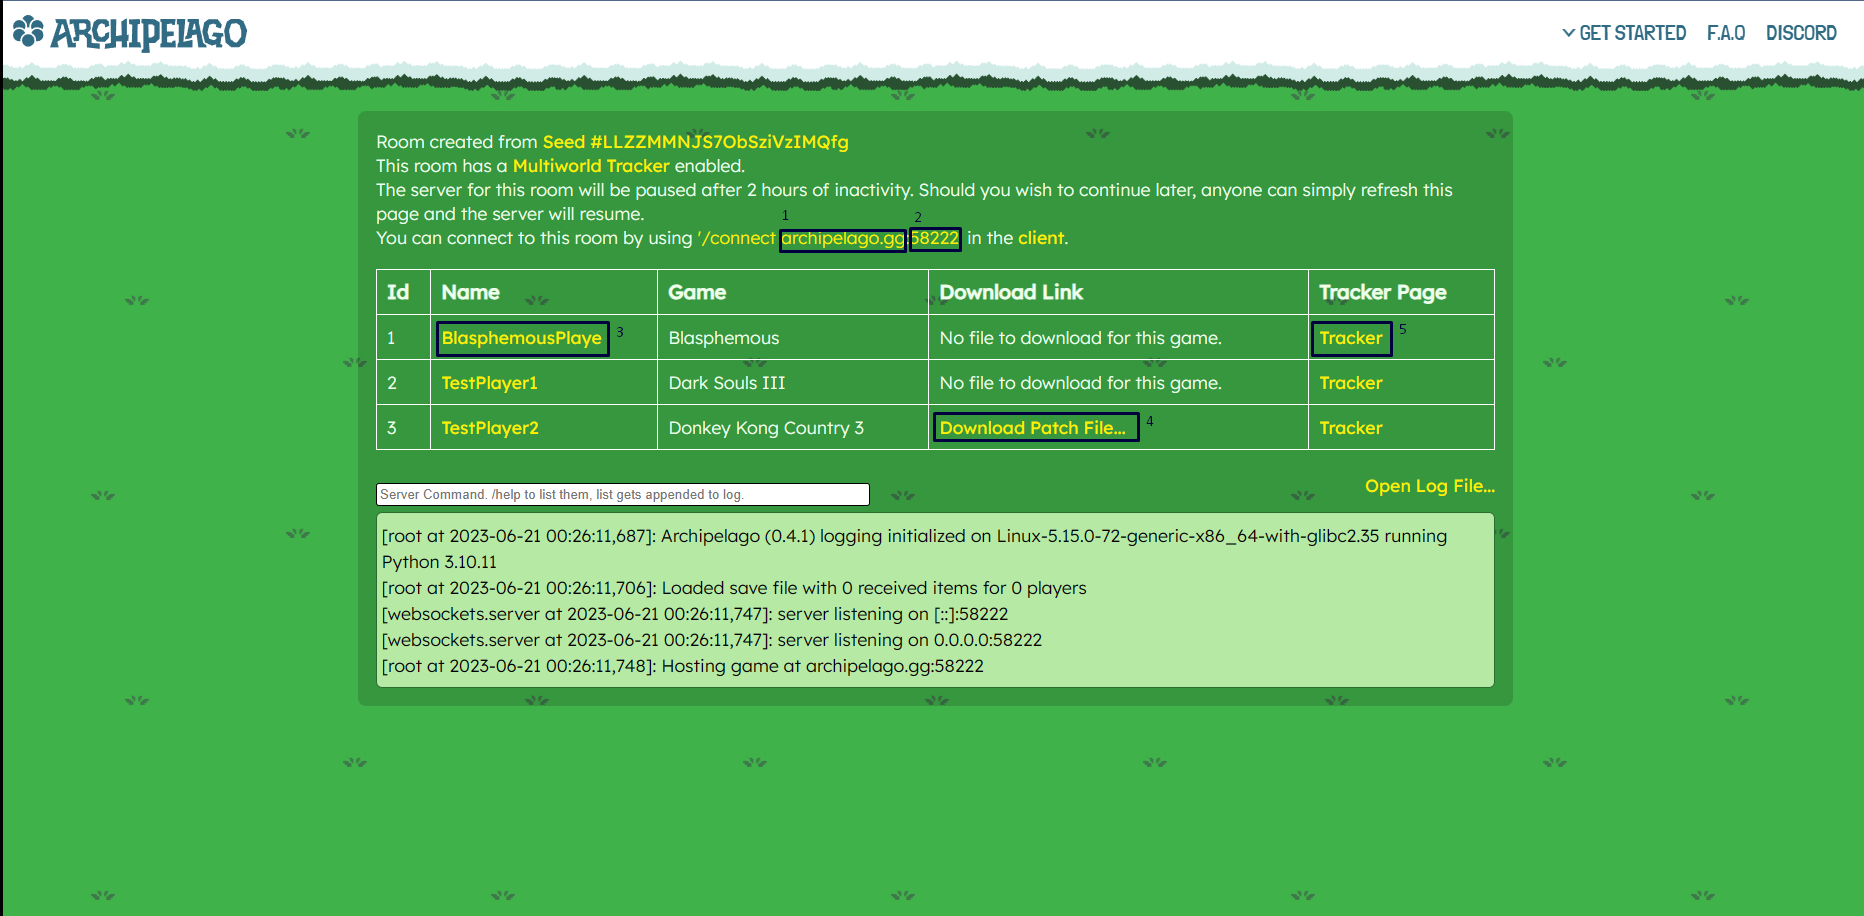 ARCHIPELAGO
GET STARTED F.A.Q DISCORD
Room created from Seed #LLZZMMNJS7ObSziVzIMQfg
This room has a Multiworld Tracker enabled.
The server for this room will be paused after 2 hours of inactivity. Should you wish to continue later, anyone can simply refresh this
page and the server will resume.
1 2
You can connect to this room by using '/connect archipelago.gg:58222 in the client.
Id Name Game Download Link Tracker Page
1 BlasphemousPlaye 3 Blasphemous No file to download for this game. Tracker 5
2 TestPlayer1 Dark Souls III No file to download for this game. Tracker
3 TestPlayer2 Donkey Kong Country 3 Download Patch File... 4 Tracker
Open Log File...
Server Command. /help to list them, list gets appended to log.
[root at 2023-06-21 00:26:11,687]: Archipelago (0.4.1) logging initialized on Linux-5.15.0-72-generic-x86_64-with-glibc2.35 running
Python 3.10.11
[root at 2023-06-21 00:26:11,706]: Loaded save file with 0 received items for 0 players
[websockets.server at 2023-06-21 00:26:11,747]: server listening on [::]:58222
[websockets.server at 2023-06-21 00:26:11,747]: server listening on 0.0.0.0:58222
[root at 2023-06-21 00:26:11,748]: Hosting game at archipelago.gg:58222